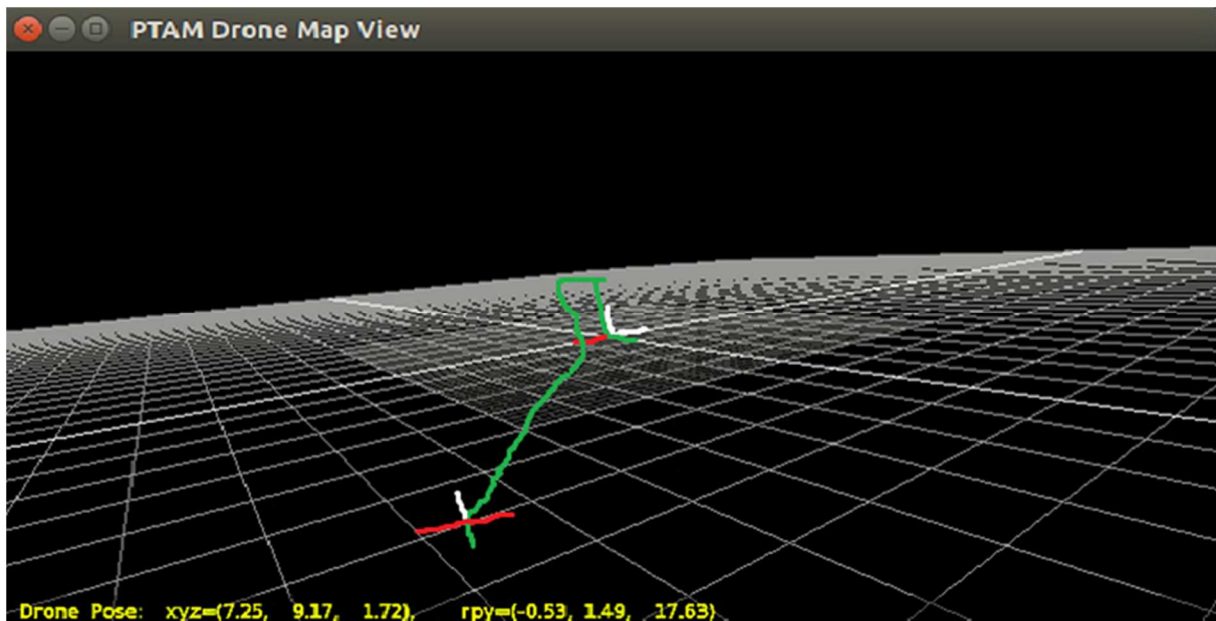 PTAM Drone Map View
Drone Pose: xyz=(7.25, 9.17, 1.72), rpy=(-0.53, 1.49, 17.63)